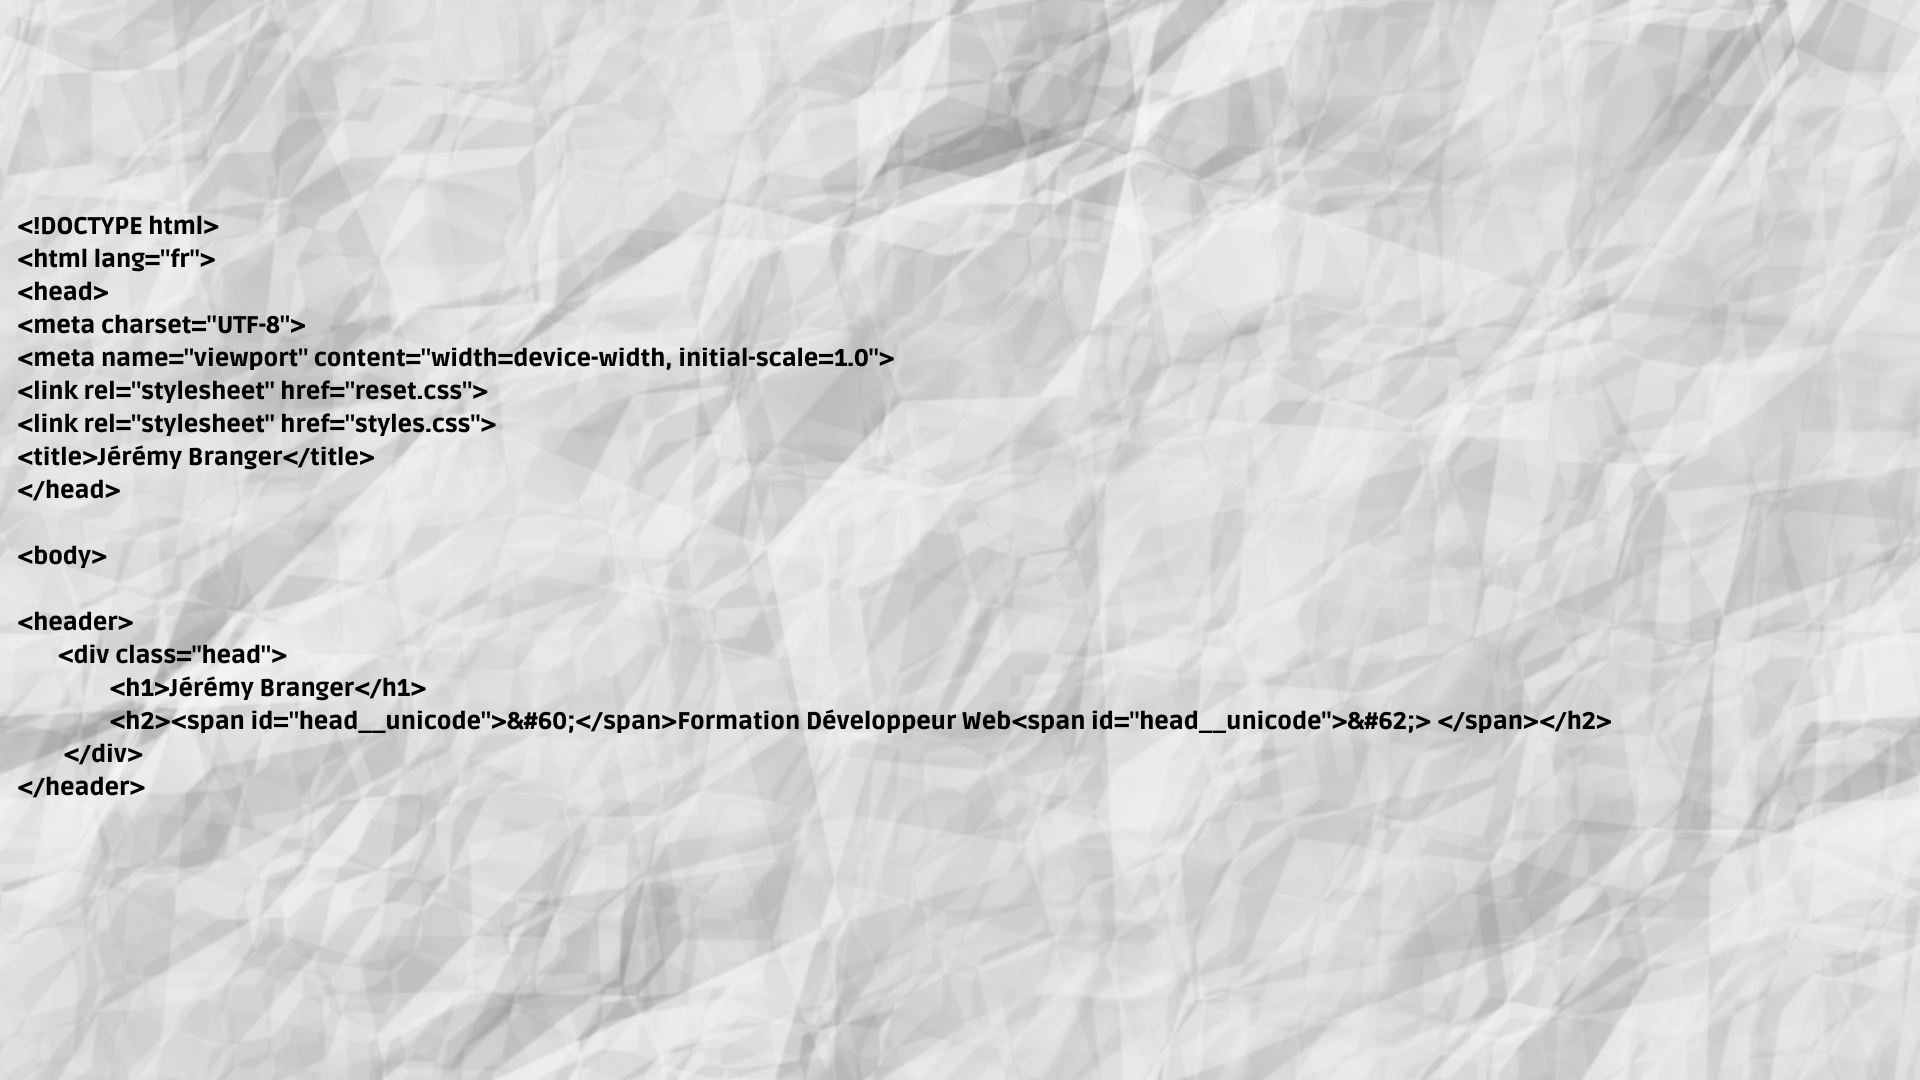 <!DOCTYPE html>
<html lang="fr">
<head>
<meta charset="UTF-8">
<meta name="viewport" content="width=device-width, initial-scale=1.0">
<link rel="stylesheet" href="reset.css">
<link rel="stylesheet" href="styles.css">
<title>Jérémy Branger</title>
</head>
<body>
<header>
<div class="head">
<h1>Jérémy Branger</h1>
<h2><span id="head__unicode">&#60;</span>Formation Développeur Web<span id="head__unicode">&#62;> </span></h2>
</div>
</header>